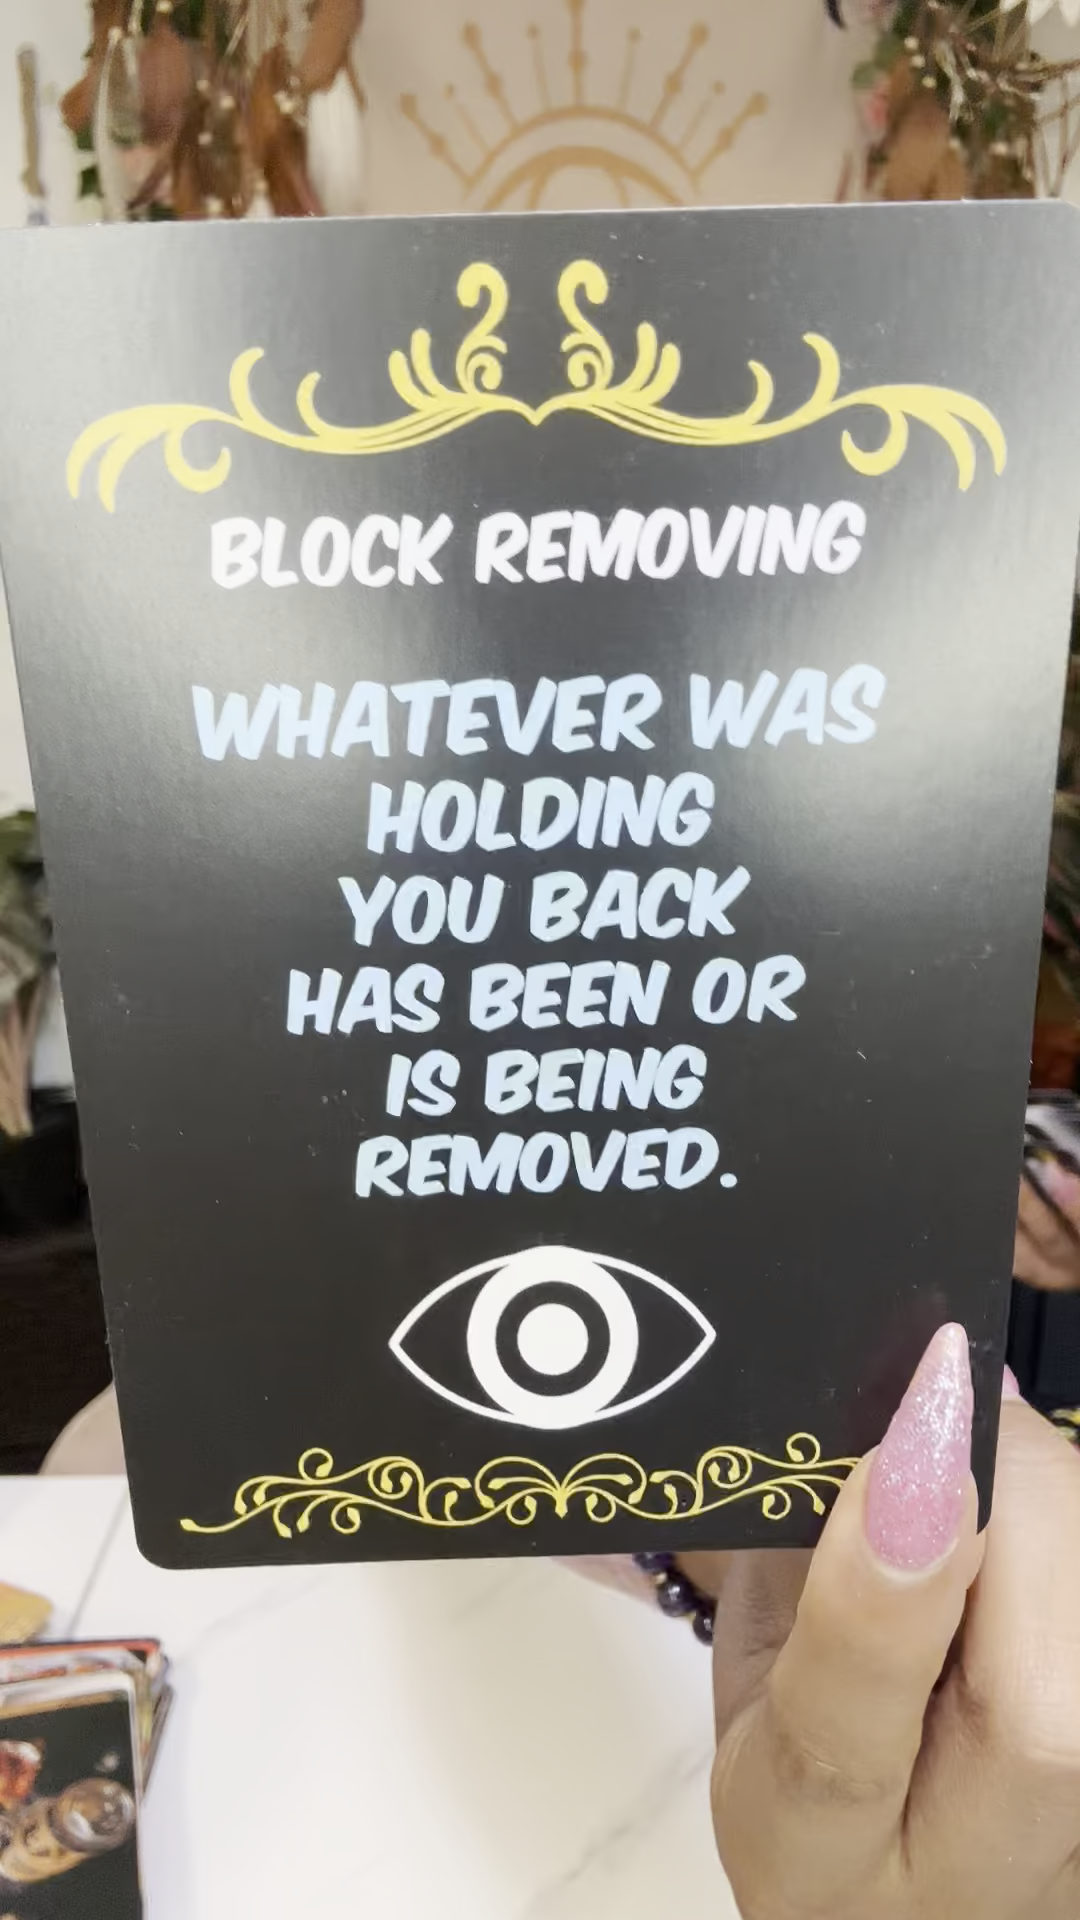 BLOCK REMOVING
WHATEVER WAS
HOLDING
YOU BACK
HAS BEEN OR
IS BEING
REMOVED.